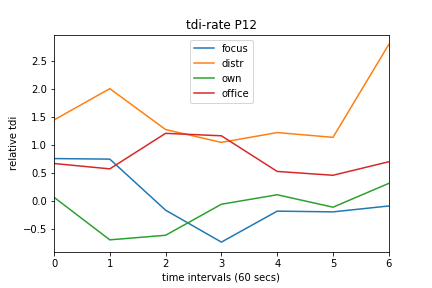 tdi-rate P12
relative tdi
2.5
2.0
1.5
1.0
0.5
0.0
−0.5
focus
distr
own
office
0 1 2 3 4 5 6
time intervals (60 secs)